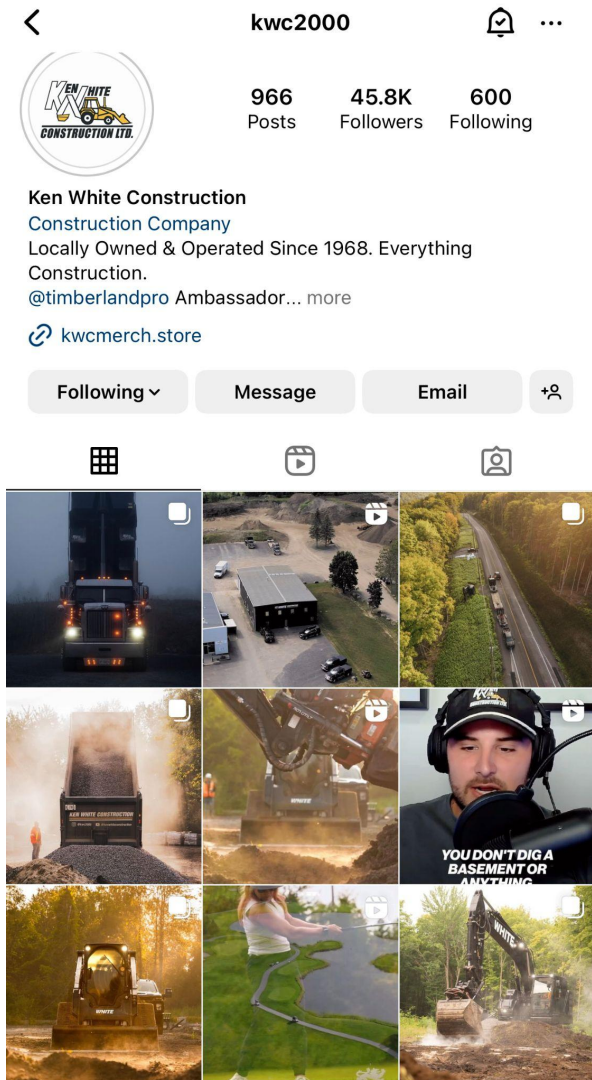 kwc2000
KEN WHITE
CONSTRUCTION LTD.
966
Posts
45.8K
Followers
600
Following
Ken White Construction
Construction Company
Locally Owned & Operated Since 1968. Everything
Construction.
@timberlandpro Ambassador... more
kwcmerch.store
Following
Message
Email
KEN WHITE CONSTRUCTION
WHITE
YOU DON'T DIG A
BASEMENT OR
ANYTHING
WHITE
WHITE